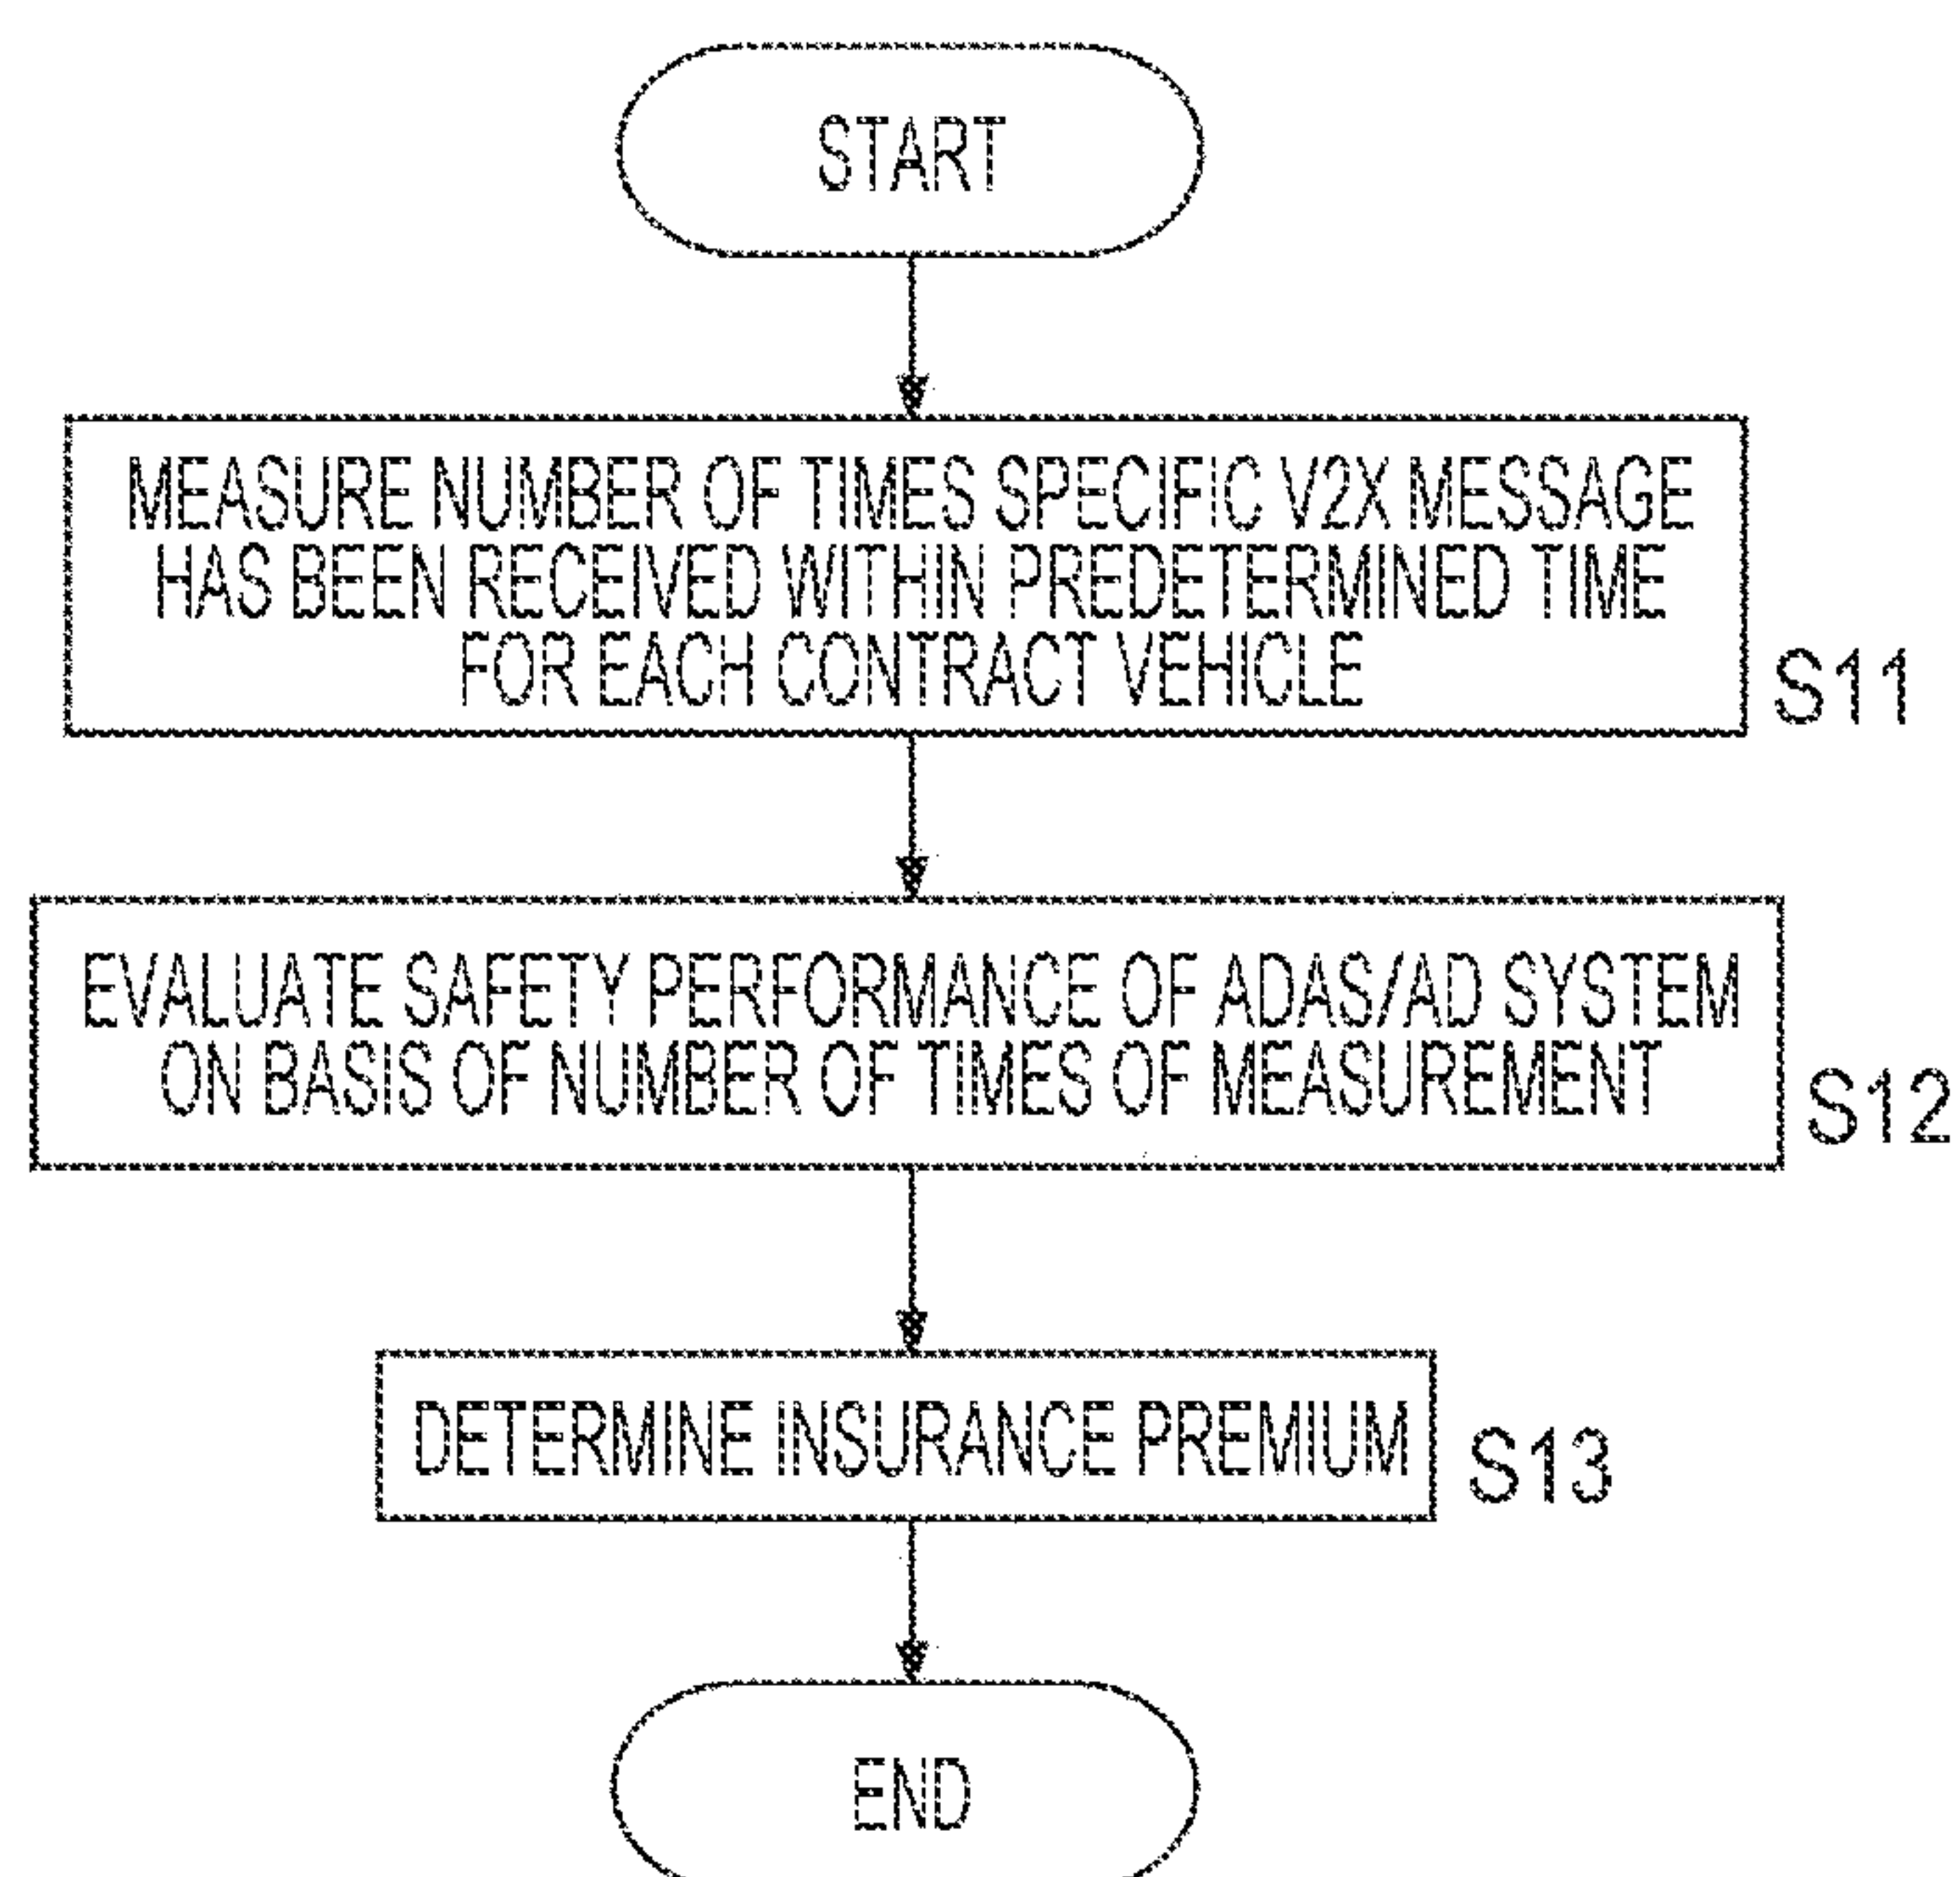 START
MEASURE NUMBER OF TIMES SPECIFIC V2X MESSAGE
HAS BEEN RECEIVED WITHIN PREDETERMINED TIME
FOR EACH CONTRACT VEHICLE
S11
EVALUATE SAFETY PERFORMANCE OF ADAS/AD SYSTEM
ON BASIS OF NUMBER OF TIMES OF MEASUREMENT
S12
DETERMINE INSURANCE PREMIUM
S13
END